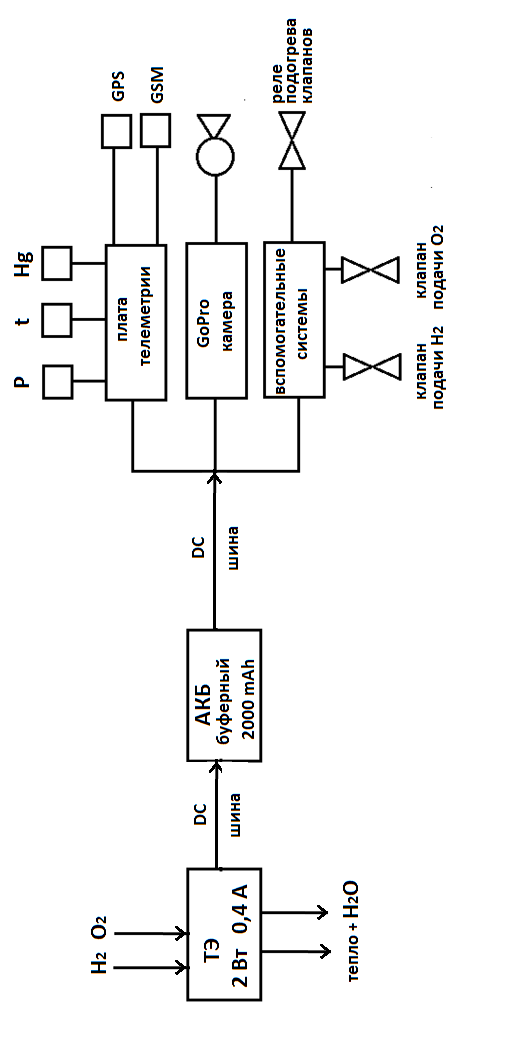 H2 O2
ТЭ
2 Вт 0,4 А
тепло + H2O
DC
шина
АКБ
буферный
2000 mAh
DC
шина
P
t
Hg
плата
телеметрии
GPS
GSM
GoPro
камера
вспомогательные
системы
реле
подогрева
клапанов
клапан
подачи H2
клапан
подачи O2